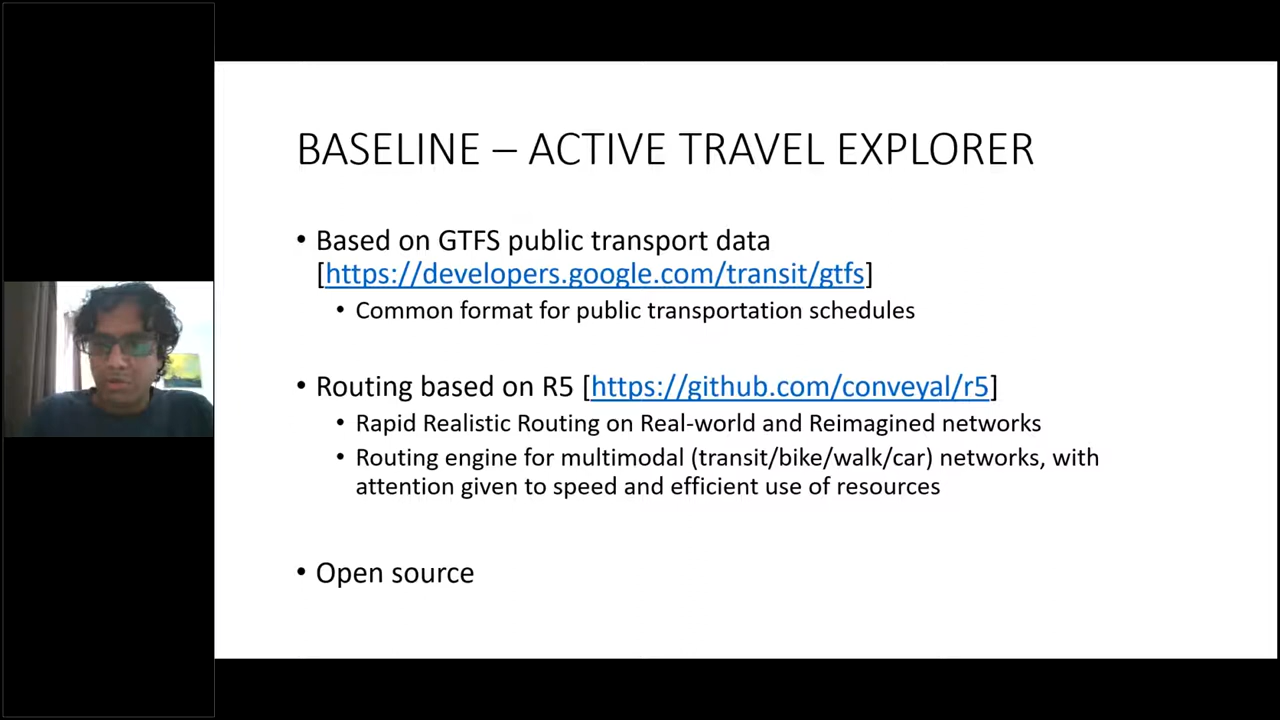 BASELINE – ACTIVE TRAVEL EXPLORER
• Based on GTFS public transport data
[https://developers.google.com/transit/gtfs]
• Common format for public transportation schedules
• Routing based on R5 [https://github.com/conveyal/r5]
• Rapid Realistic Routing on Real-world and Reimagined networks
• Routing engine for multimodal (transit/bike/walk/car) networks, with
attention given to speed and efficient use of resources
• Open source